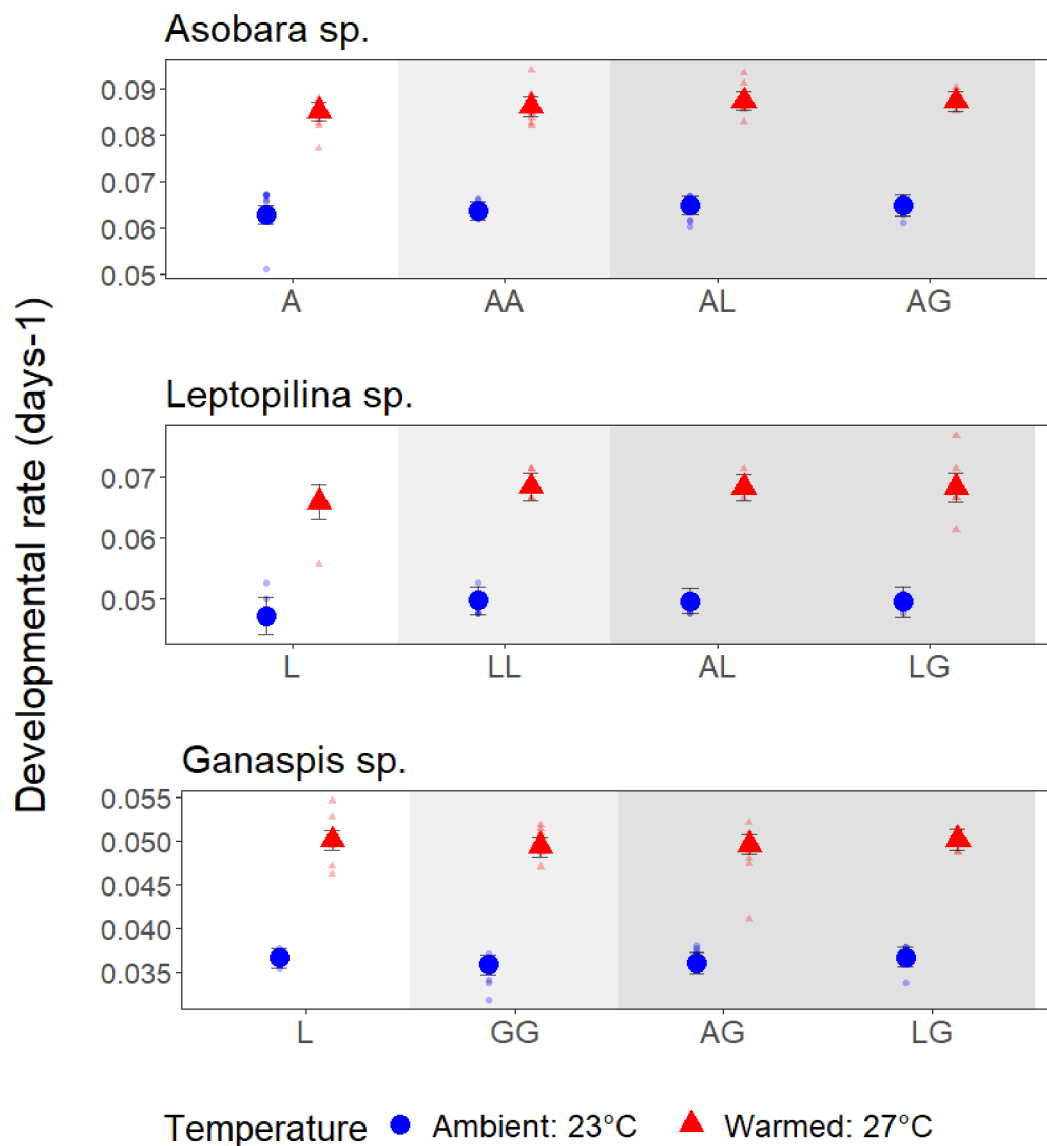 Asobara sp.
0.09
0.08
0.07
0.06
0.05
A AA AL AG
Developmental rate (days-1)
Leptopilina sp.
0.07
0.06
0.05
L LL AL LG
Ganaspis sp.
0.055
0.050
0.045
0.040
0.035
L GG AG LG
Temperature Ambient: 23°C Warmed: 27°C